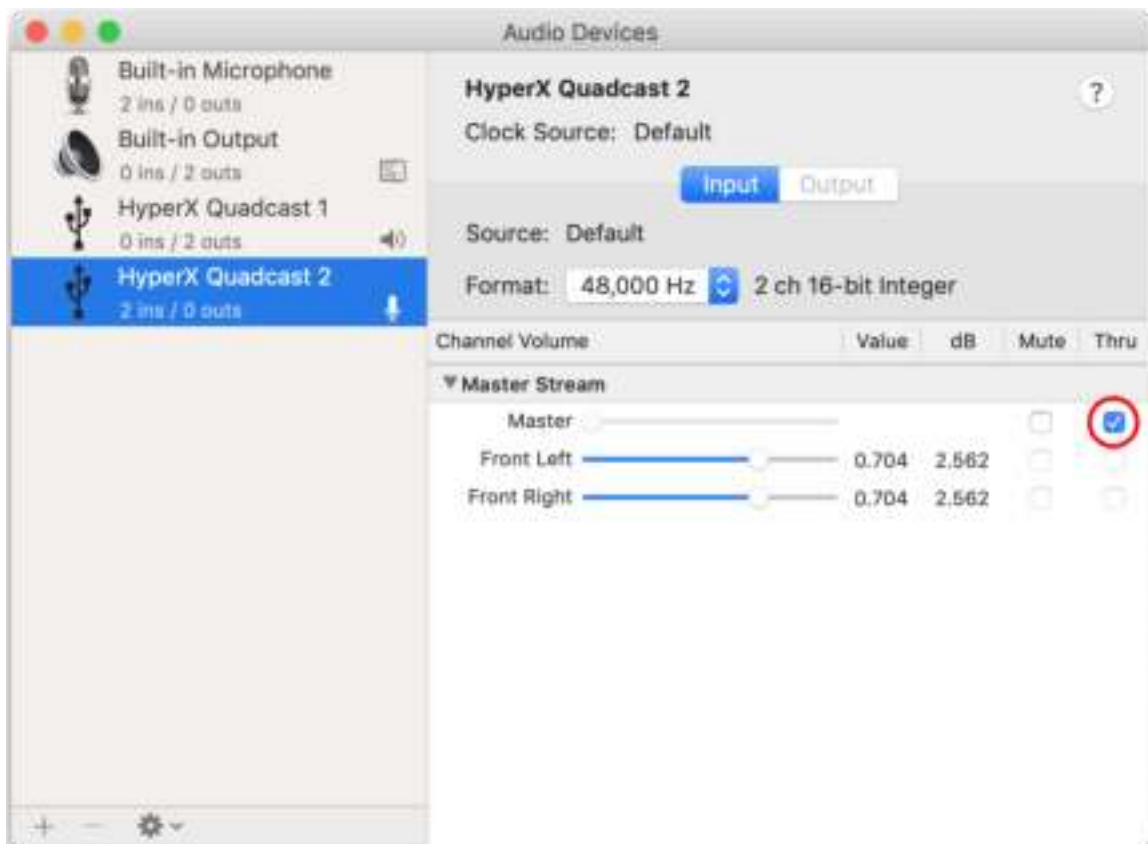 Audio Devices
Built-in Microphone
2 ins / 0 outs
Built-in Output
0 ins / 2 outs
HyperX Quadcast 1
0 ins / 2 outs
HyperX Quadcast 2
2 ins / 0 outs
HyperX Quadcast 2
?
Clock Source: Default
Input Output
Source: Default
Format: 48,000 Hz 2 ch 16-bit Integer
Channel Volume Value dB Mute Thru
Master Stream
Master
Front Left 0.704 2.562
Front Right 0.704 2.562